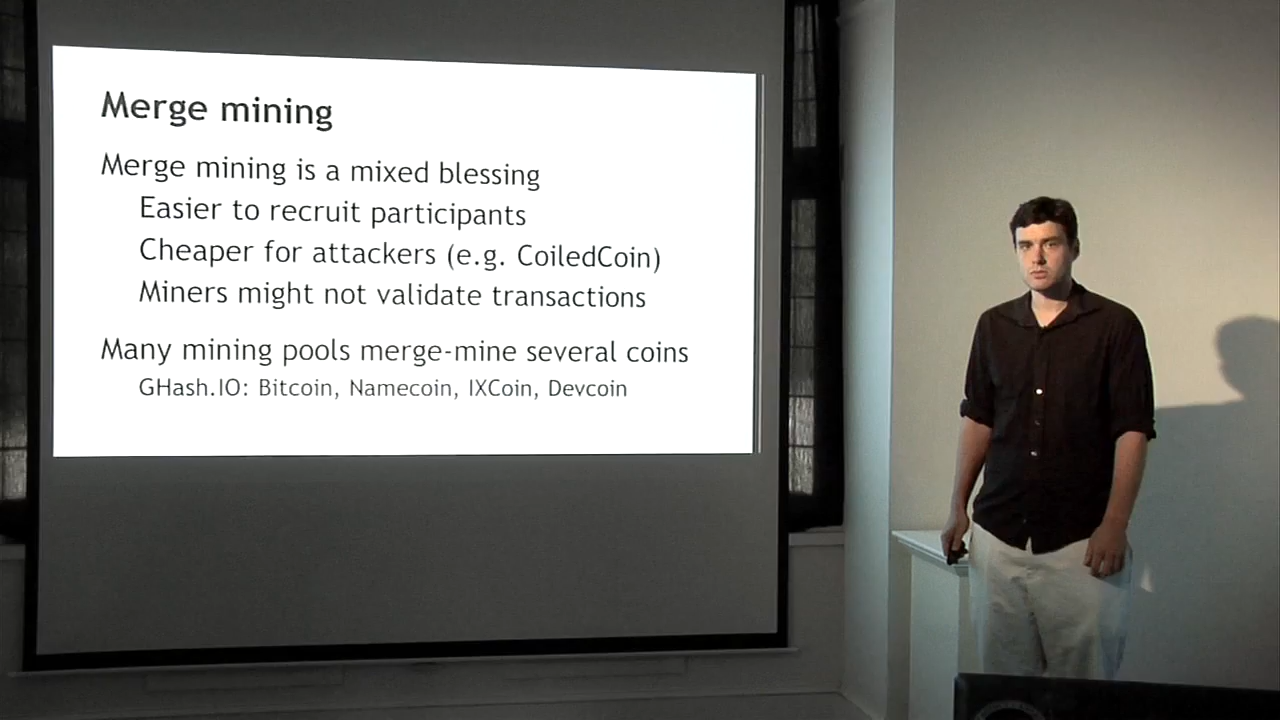 Merge mining
Merge mining is a mixed blessing
Easier to recruit participants
Cheaper for attackers (e.g. CoiledCoin)
Miners might not validate transactions
Many mining pools merge-mine several coins
GHash.IO: Bitcoin, Namecoin, IXCoin, Devcoin